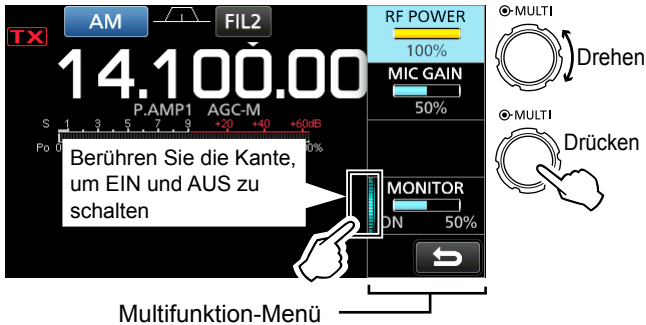 TX
AM
FIL2
14.100.00
P.AMP1 AGC-M
S 1 3 5 7 9 +20 +40 +60dB
Po 0 %
Berühren Sie die Kante,
um EIN und AUS zu
schalten
RF POWER
100%
MIC GAIN
50%
MONITOR
ON 50%
MULTI
Drehen
MULTI
Drücken
Multifunktion-Menü